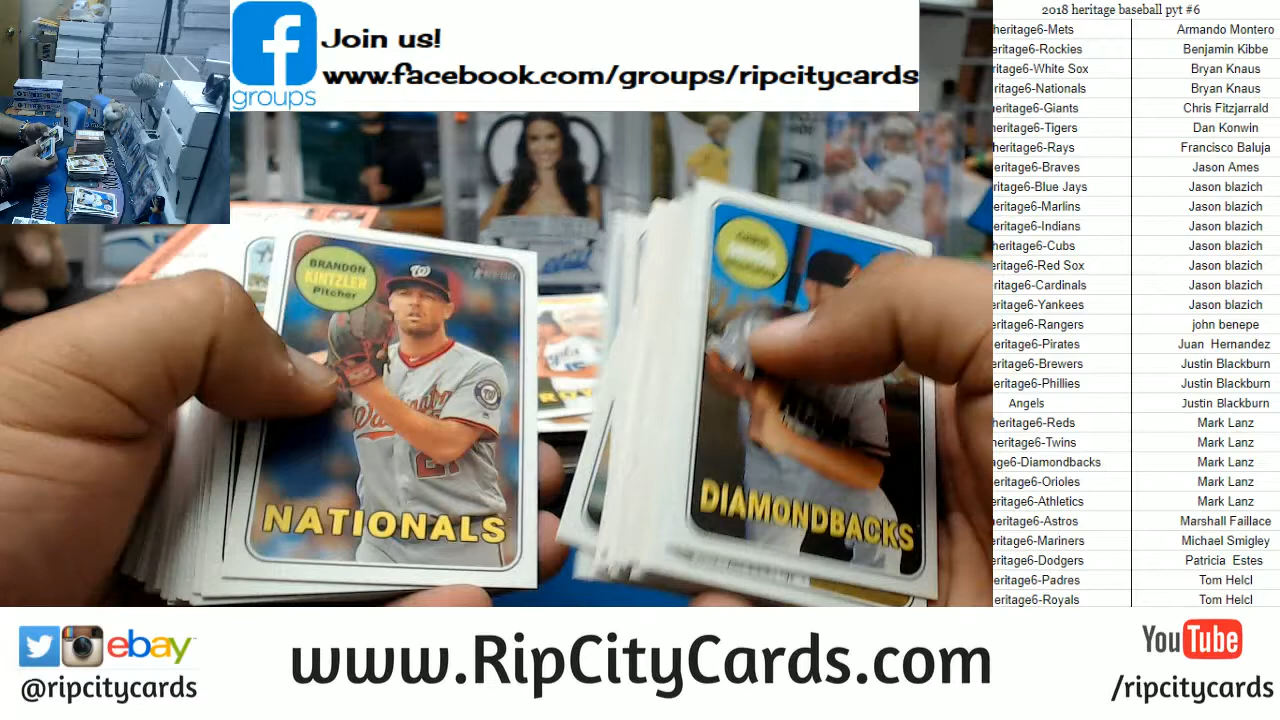 Join us!
www.facebook.com/groups/ripcitycards
groups
2018 heritage baseball pyt #6
heritage6-Mets Armando Montero
eritage6-Rockies Benjamin Kibbe
eritage6-White Sox Bryan Knaus
eritage6-Nationals Bryan Knaus
heritage6-Giants Chris Fitzjarrald
heritage6-Tigers Dan Konwin
heritage6-Rays Francisco Baluja
eritage6-Braves Jason Ames
ritage6-Blue Jays Jason blazich
eritage6-Marlins Jason blazich
eritage6-Indians Jason blazich
heritage6-Cubs Jason blazich
eritage6-Red Sox Jason blazich
eritage6-Cardinals Jason blazich
eritage6-Yankees Jason blazich
eritage6-Rangers john benepe
eritage6-Pirates Juan Hernandez
eritage6-Brewers Justin Blackburn
eritage6-Phillies Justin Blackburn
Angels Justin Blackburn
heritage6-Reds Mark Lanz
eritage6-Twins Mark Lanz
age6-Diamondbacks Mark Lanz
eritage6-Orioles Mark Lanz
eritage6-Athletics Mark Lanz
eritage6-Astros Marshall Faillace
eritage6-Mariners Michael Smigley
eritage6-Dodgers Patricia Estes
eritage6-Padres Tom Helcl
eritage6-Royals Tom Helcl
BRANDON
KINTZLER
Pitcher
W
Washington
21
NATIONALS
DIAMONDBACKS
ebay
@ripcitycards
www.RipCityCards.com
YouTube
/ripcitycards